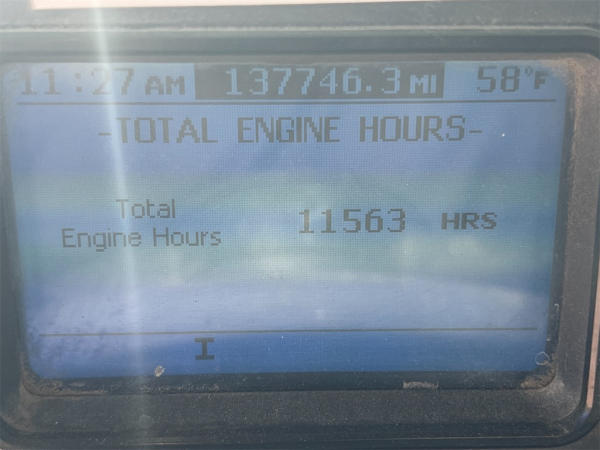 11:27 AM 137746.3 MI 58°F
-TOTAL ENGINE HOURS-
Total
Engine Hours 11563 HRS
I